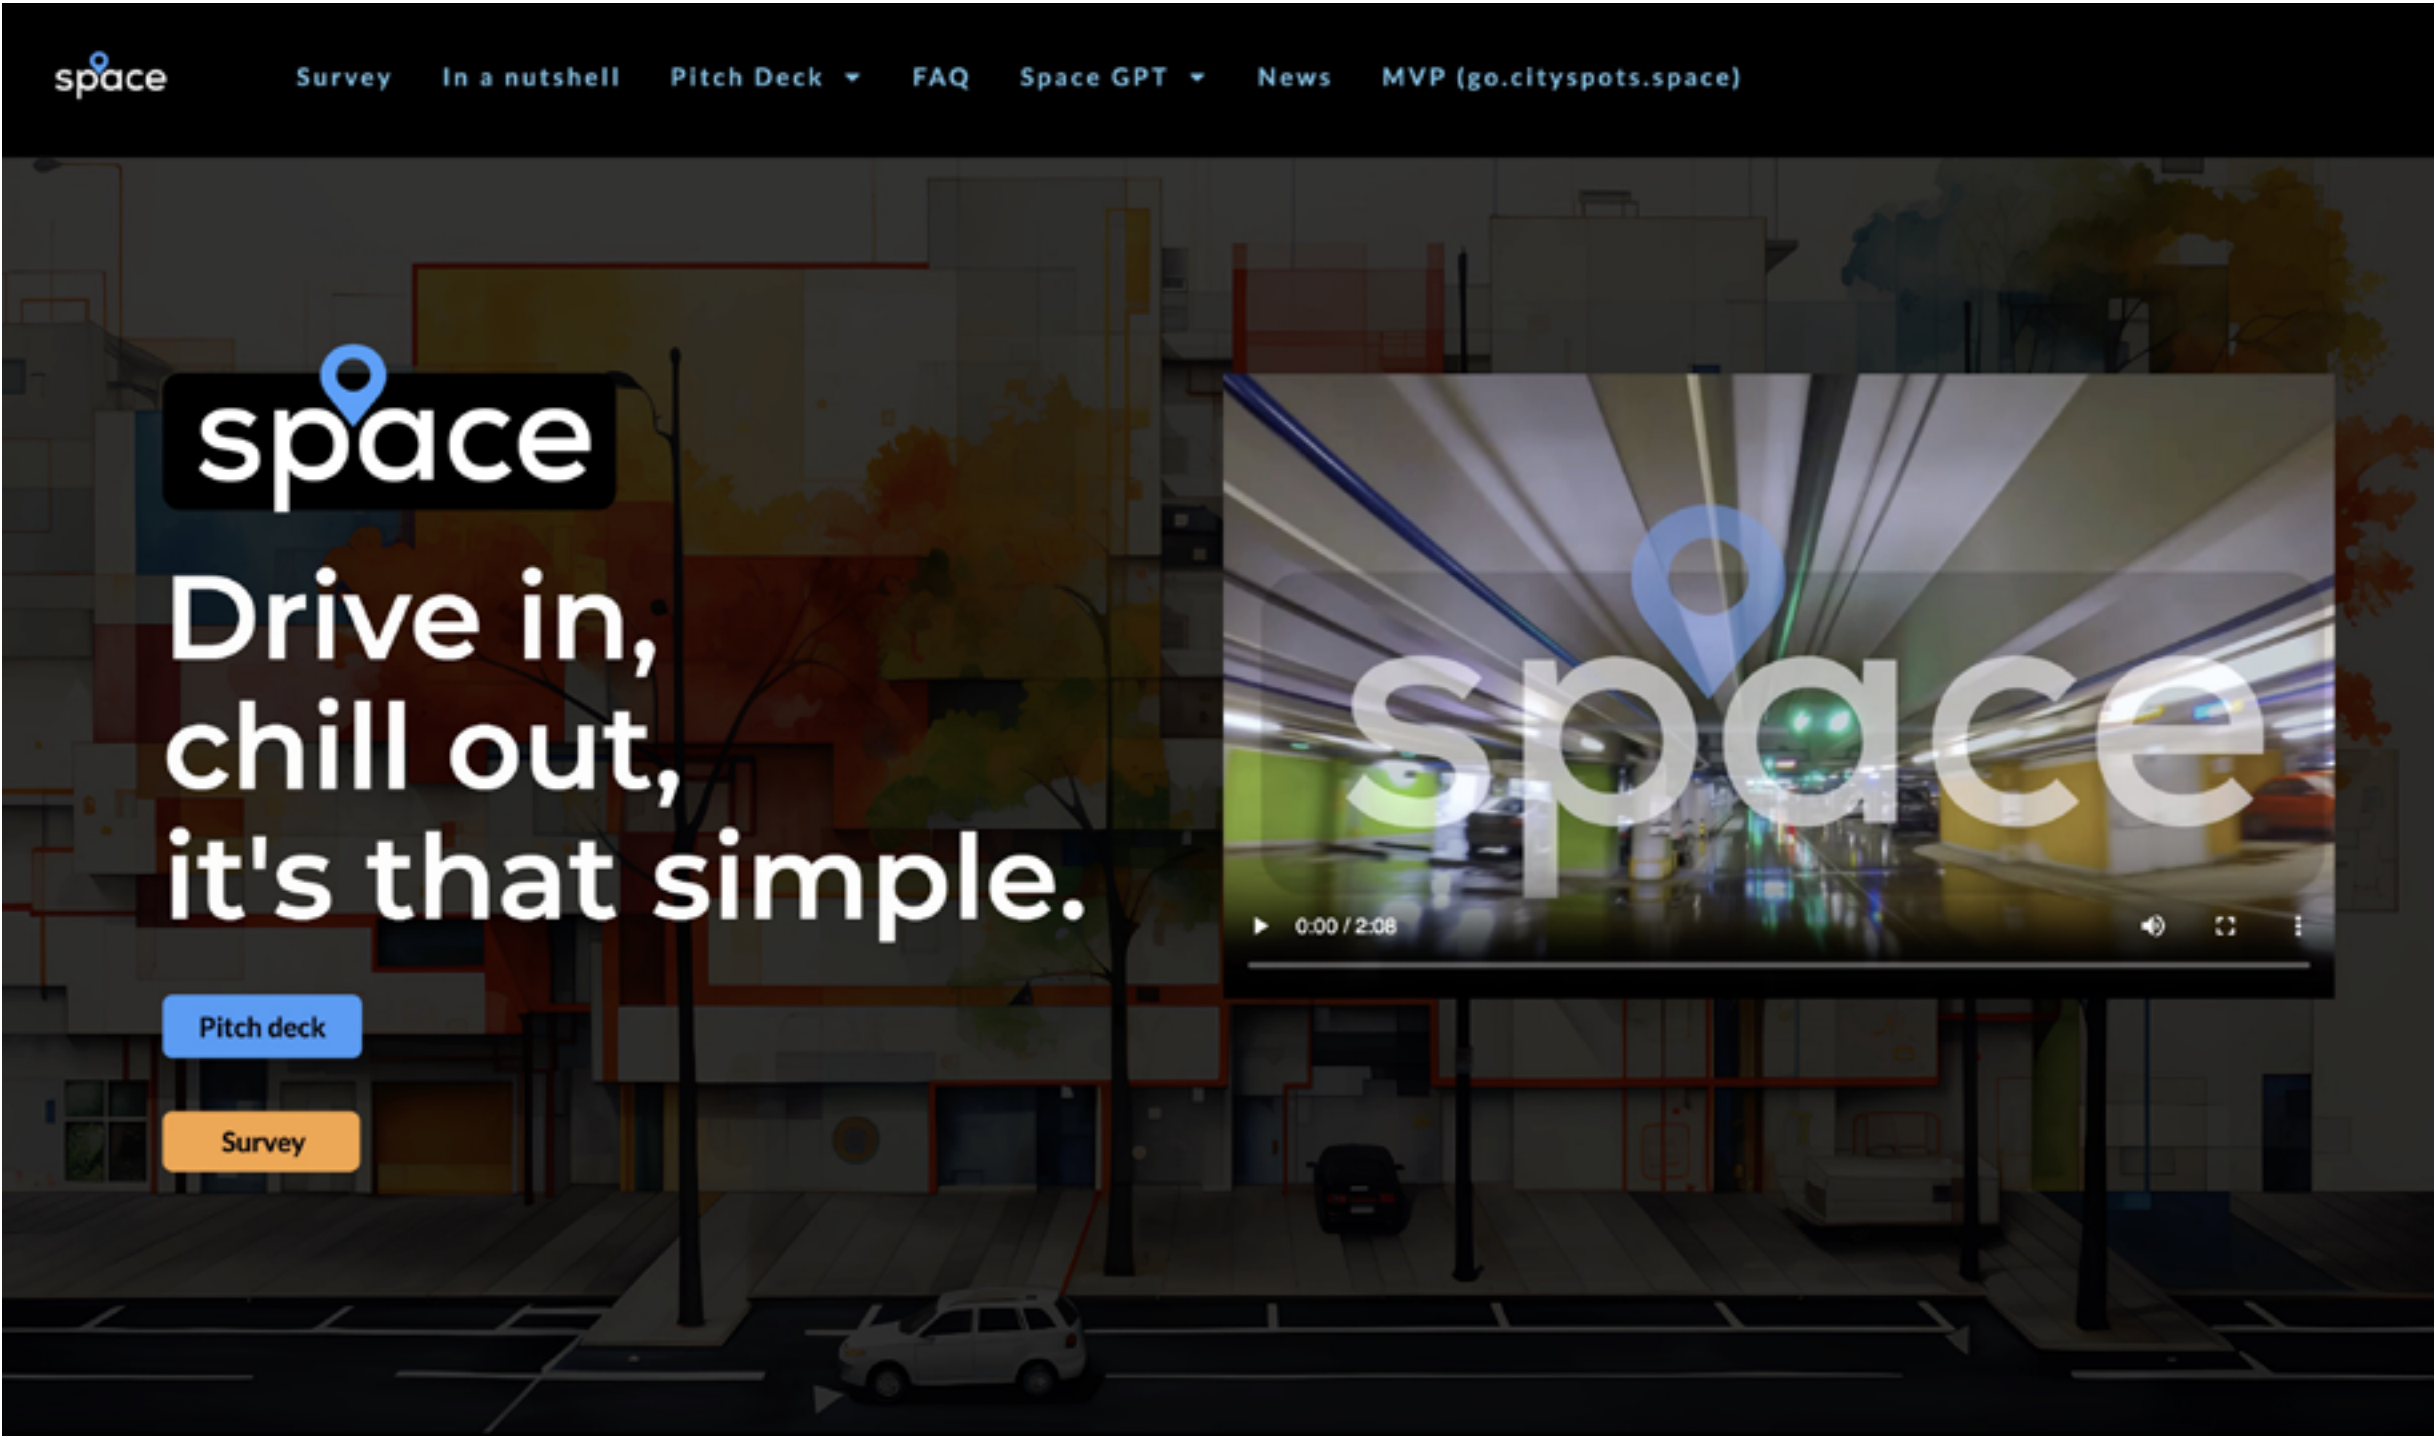 space
Survey
In a nutshell
Pitch Deck
FAQ
Space GPT
News
MVP (go.cityspots.space)
space
Drive in,
chill out,
it's that simple.
Pitch deck
Survey
space
0:00 / 2:08